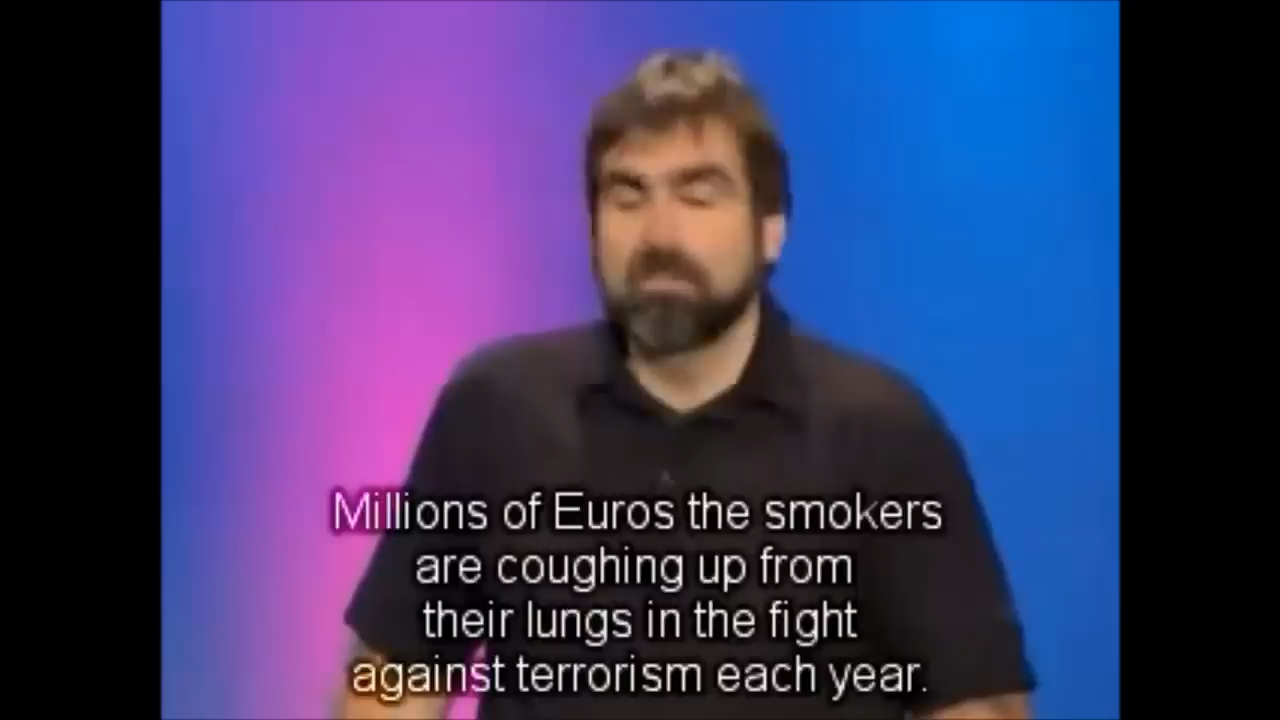 Millions of Euros the smokers
are coughing up from
their lungs in the fight
against terrorism each year.